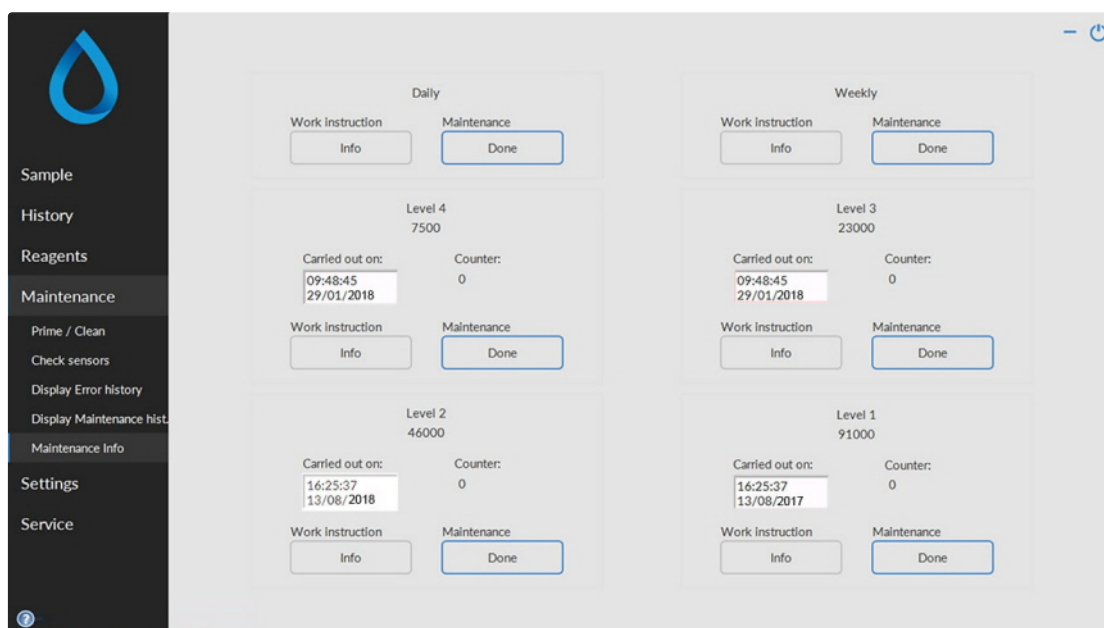 Sample
History
Reagents
Maintenance
Prime / Clean
Check sensors
Display Error history
Display Maintenance hist.
Maintenance Info
Settings
Service
?
Daily
Work instruction Maintenance
Info Done
Weekly
Work instruction Maintenance
Info Done
Level 4
7500
Carried out on: Counter:
09:48:45 0
29/01/2018
Work instruction Maintenance
Info Done
Level 3
23000
Carried out on: Counter:
09:48:45 0
29/01/2018
Work instruction Maintenance
Info Done
Level 2
46000
Carried out on: Counter:
16:25:37 0
13/08/2018
Work instruction Maintenance
Info Done
Level 1
91000
Carried out on: Counter:
16:25:37 0
13/08/2017
Work instruction Maintenance
Info Done